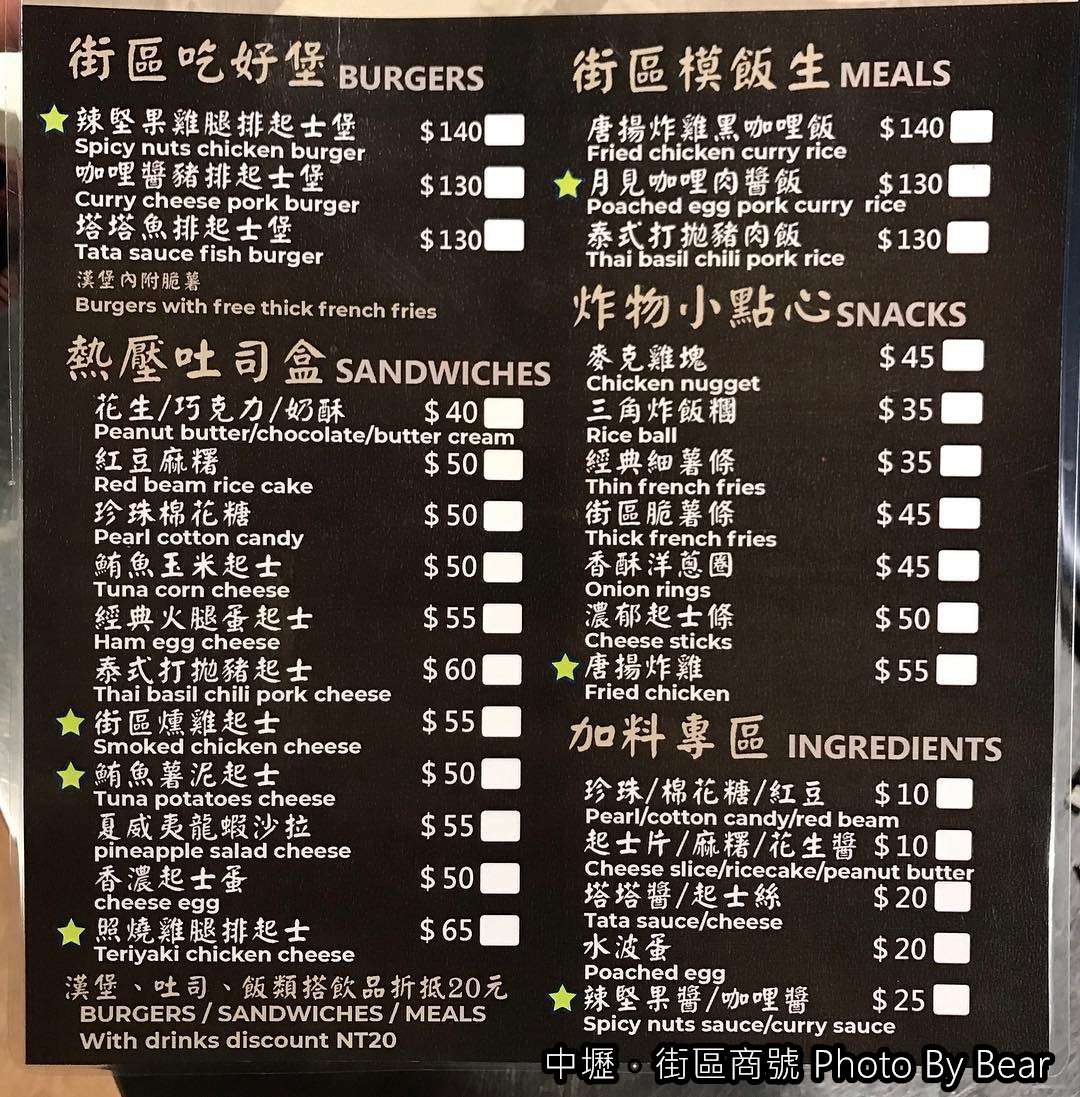 街區吃好堡 BURGERS
辣堅果雞腿排起士堡 $140
Spicy nuts chicken burger
咖哩醬豬排起士堡 $130
Curry cheese pork burger
塔塔魚排起士堡 $130
Tata sauce fish burger
漢堡內附脆薯
Burgers with free thick french fries
熱壓吐司盒 SANDWICHES
花生/巧克力/奶酥 $40
Peanut butter/chocolate/butter cream
紅豆麻糬 $50
Red beam rice cake
珍珠棉花糖 $50
Pearl cotton candy
鮪魚玉米起士 $50
Tuna corn cheese
經典火腿蛋起士 $55
Ham egg cheese
泰式打拋豬起士 $60
Thai basil chili pork cheese
街區燻雞起士 $55
Smoked chicken cheese
鮪魚薯泥起士 $50
Tuna potatoes cheese
夏威夷龍蝦沙拉 $55
pineapple salad cheese
香濃起士蛋 $50
cheese egg
照燒雞腿排起士 $65
Teriyaki chicken cheese
漢堡、吐司、飯類搭飲品折抵20元
BURGERS / SANDWICHES / MEALS
With drinks discount NT20
街區模飯生 MEALS
唐揚炸雞黑咖哩飯 $140
Fried chicken curry rice
月見咖哩肉醬飯 $130
Poached egg pork curry rice
泰式打拋豬肉飯 $130
Thai basil chili pork rice
炸物小點心 SNACKS
麥克雞塊 $45
Chicken nugget
三角炸飯糰 $35
Rice ball
經典細薯條 $35
Thin french fries
街區脆薯條 $45
Thick french fries
香酥洋蔥圈 $45
Onion rings
濃郁起士條 $50
Cheese sticks
唐揚炸雞 $55
Fried chicken
加料專區 INGREDIENTS
珍珠/棉花糖/紅豆 $10
Pearl/cotton candy/red beam
起士片/麻糬/花生醬 $10
Cheese slice/ricecake/peanut butter
塔塔醬/起士絲 $20
Tata sauce/cheese
水波蛋 $20
Poached egg
辣堅果醬/咖哩醬 $25
Spicy nuts sauce/curry sauce
中壢。街區商號 Photo By Bear